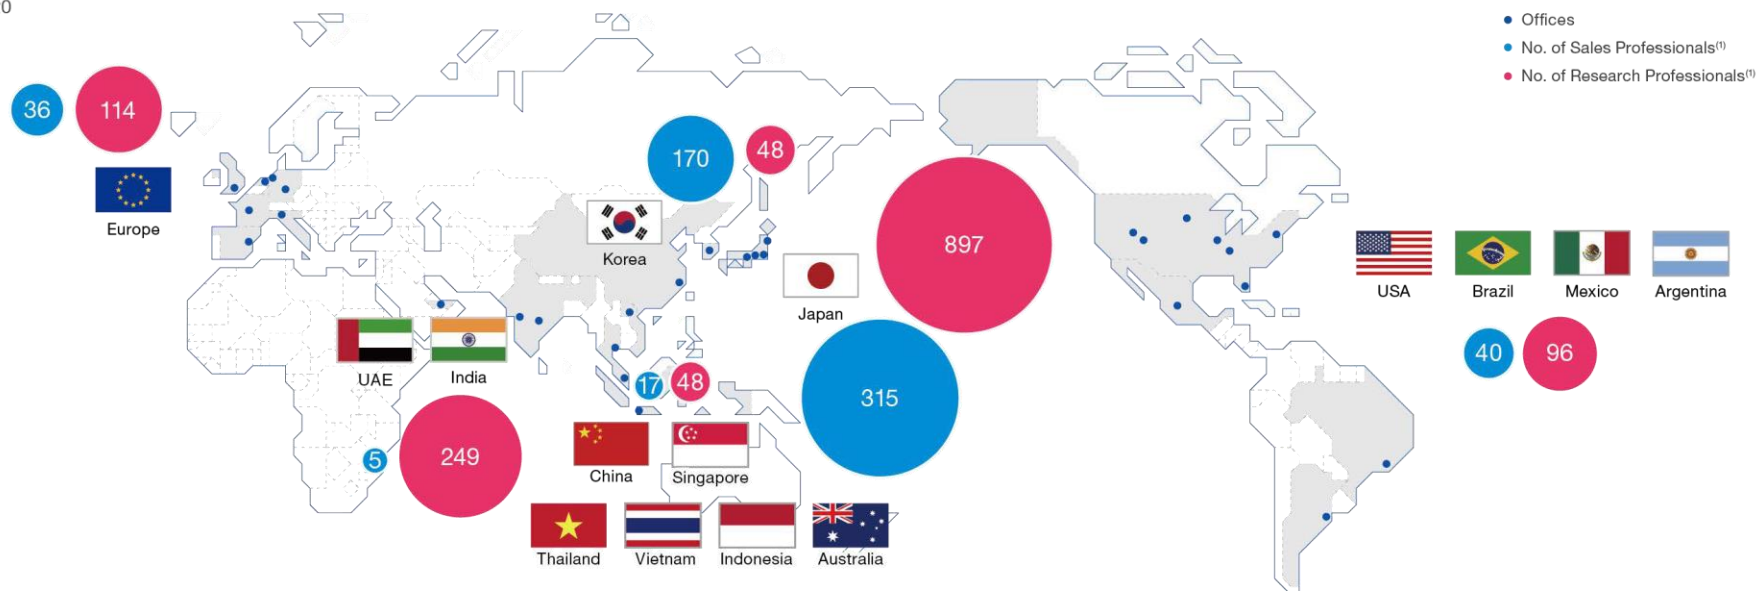 0
Offices
No. of Sales Professionals(1)
No. of Research Professionals(1)
36
114
Europe
170
48
Korea
897
Japan
315
USA
Brazil
Mexico
Argentina
40
96
UAE
India
5
249
17
48
China
Singapore
Thailand
Vietnam
Indonesia
Australia